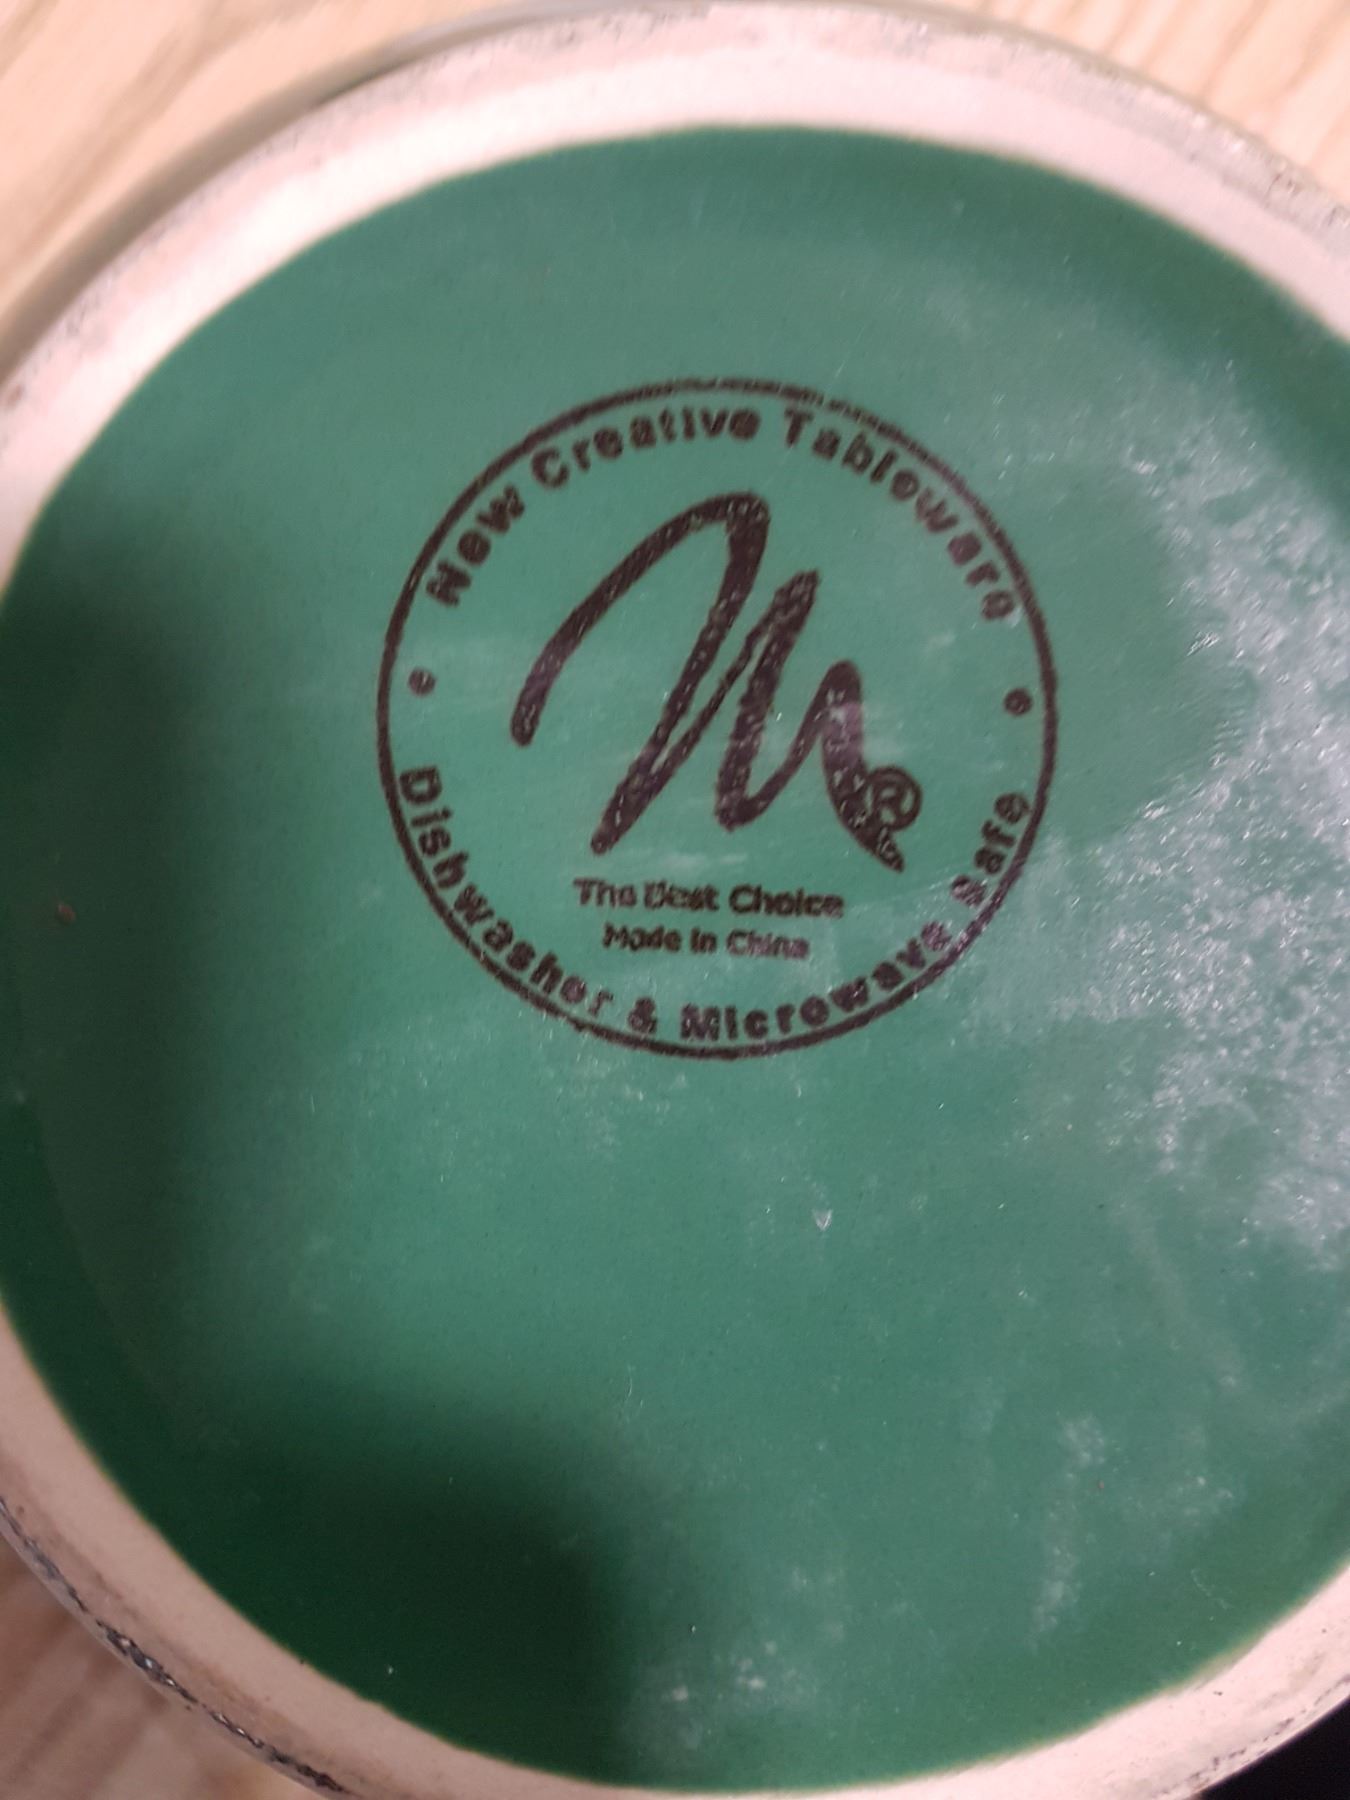 New Creative Tableware
M®
The Best Choice
Made In China
Dishwasher & Microwave Safe